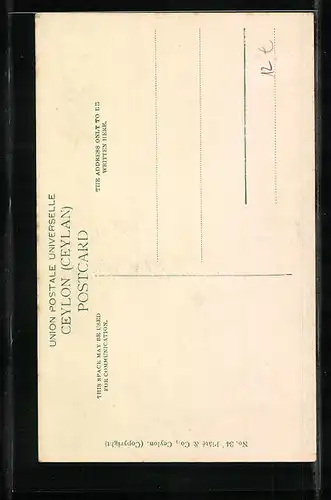 UNION POSTALE UNIVERSELLE
CEYLON (CEYLAN)
POSTCARD
THIS SPACE MAY BE USED
FOR COMMUNICATION.
THE ADDRESS ONLY TO BE
WRITTEN HERE.
No. 34 Plâté & Co., Ceylon. (Copyright)